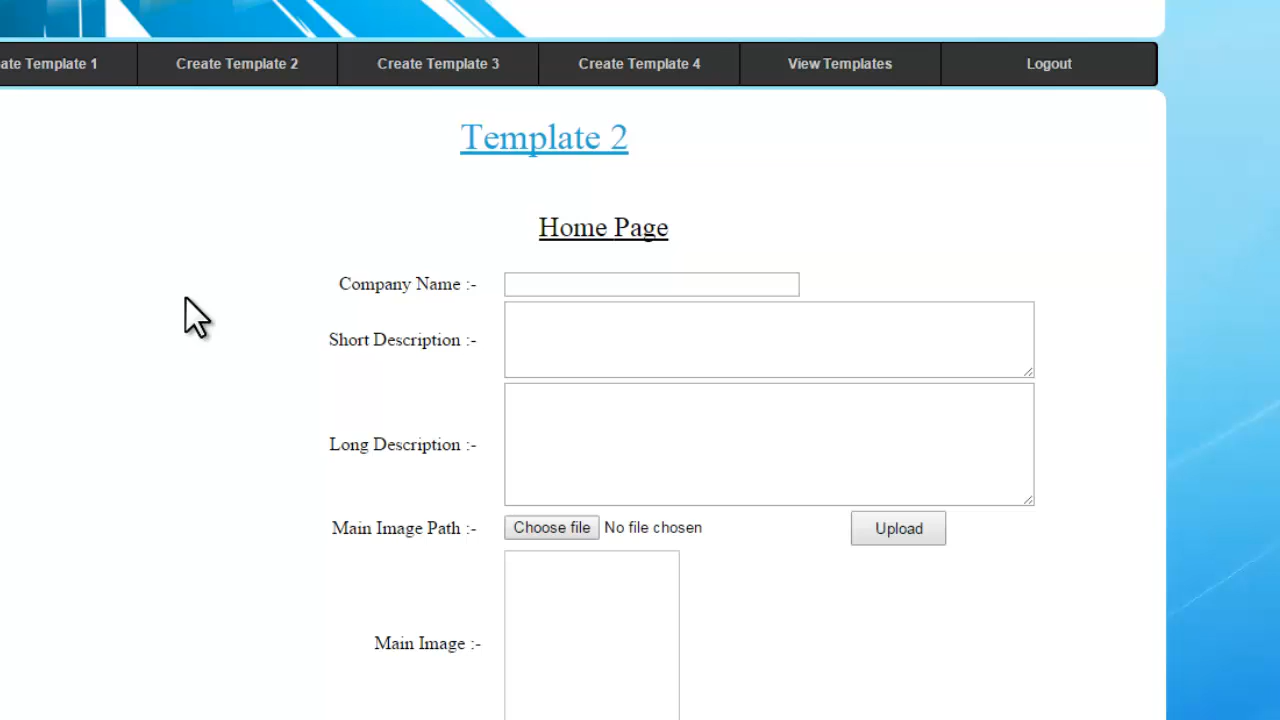 ate Template 1 Create Template 2 Create Template 3 Create Template 4 View Templates Logout
Template 2
Home Page
Company Name :-
Short Description :-
Long Description :-
Main Image Path :- Choose file No file chosen Upload
Main Image :-